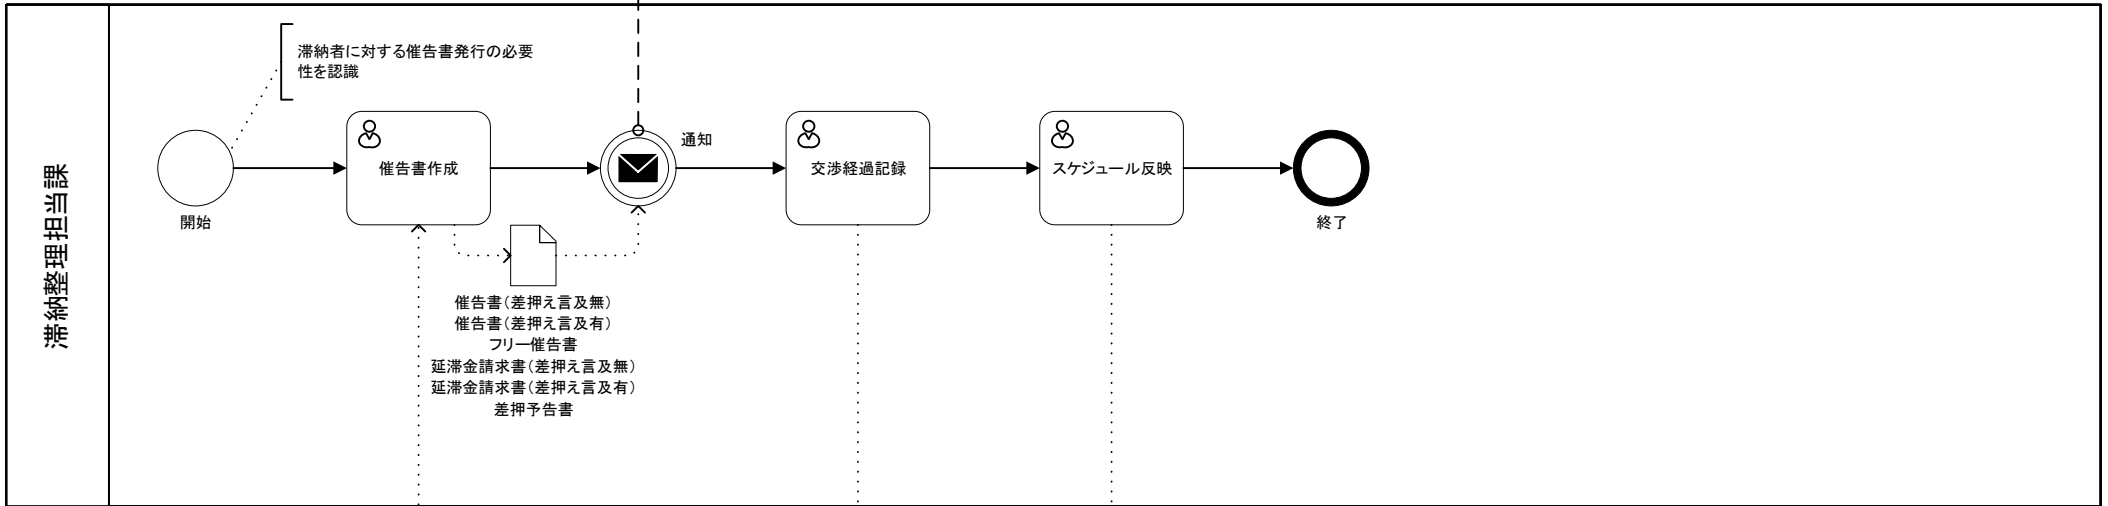 滞納整理担当課
滞納者に対する催告書発行の必要
性を認識
開始
催告書作成
通知
交渉経過記録
スケジュール反映
終了
催告書（差押え言及無）
催告書（差押え言及有）
フリー催告書
延滞金請求書（差押え言及無）
延滞金請求書（差押え言及有）
差押予告書